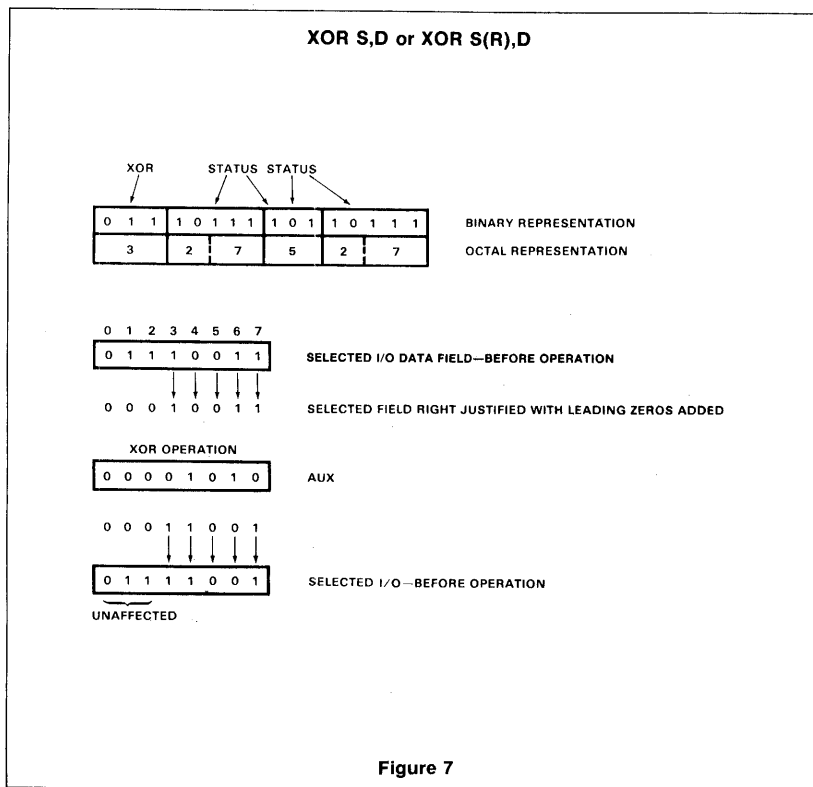 XOR S,D or XOR S(R),D
XOR STATUS STATUS
0 1 1 1 0 1 1 1 1 0 1 1 0 1 1 1 BINARY REPRESENTATION
3 2 7 5 2 7 OCTAL REPRESENTATION
0 1 2 3 4 5 6 7
0 1 1 1 0 0 1 1 SELECTED I/O DATA FIELD—BEFORE OPERATION
0 0 0 1 0 0 1 1 SELECTED FIELD RIGHT JUSTIFIED WITH LEADING ZEROS ADDED
XOR OPERATION
0 0 0 0 1 0 1 0 AUX
0 0 0 1 1 0 0 1
0 1 1 1 1 0 0 1 SELECTED I/O—BEFORE OPERATION
UNAFFECTED
Figure 7